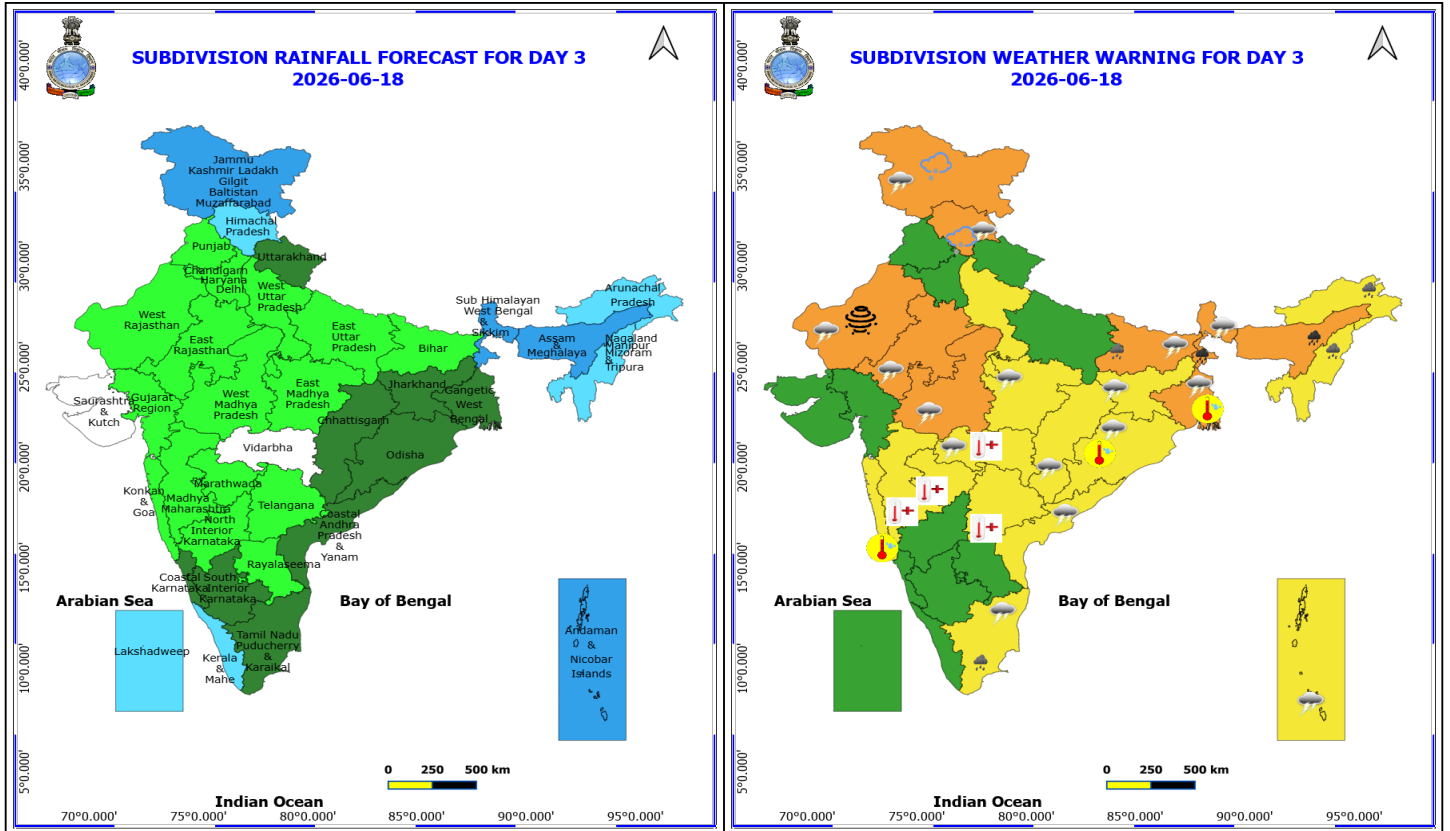 SUBDIVISION RAINFALL FORECAST FOR DAY 3
2026-06-18
40°0.000'
35°0.000'
30°0.000'
25°0.000'
20°0.000'
15°0.000'
10°0.000'
5°0.000'
Jammu
Kashmir Ladakh
Gilgit
Baltistan
Muzaffarabad
Himachal
Pradesh
Punjab
Uttarakhand
Chandigarh
Haryana
Delhi
West
Uttar
Pradesh
West
Rajasthan
East
Rajasthan
East
Uttar
Pradesh
Bihar
Sub Himalayan
West Bengal
&
Sikkim
Arunachal
Pradesh
Assam
&
Meghalaya
Nagaland
Manipur
Mizoram
&
Tripura
Saurashtra
&
Kutch
Gujarat
Region
West
Madhya
Pradesh
East
Madhya
Pradesh
Jharkhand
Gangetic
West
Bengal
Chhattisgarh
Odisha
Vidarbha
Konkan
&
Goa
Madhya
Maharashtra
Marathwada
Telangana
North
Interior
Karnataka
Coastal
Andhra
Pradesh
&
Yanam
Rayalaseema
Coastal
Karnataka
South
Interior
Karnataka
Tamil Nadu
Puducherry
&
Karaikal
Kerala
&
Mahe
Lakshadweep
Andaman
&
Nicobar
Islands
Arabian Sea
Bay of Bengal
0 250 500 km
Indian Ocean
70°0.000' 75°0.000' 80°0.000' 85°0.000' 90°0.000' 95°0.000'
SUBDIVISION WEATHER WARNING FOR DAY 3
2026-06-18
40°0.000'
35°0.000'
30°0.000'
25°0.000'
20°0.000'
15°0.000'
10°0.000'
5°0.000'
Arabian Sea
Bay of Bengal
0 250 500 km
Indian Ocean
70°0.000' 75°0.000' 80°0.000' 85°0.000' 90°0.000' 95°0.000'